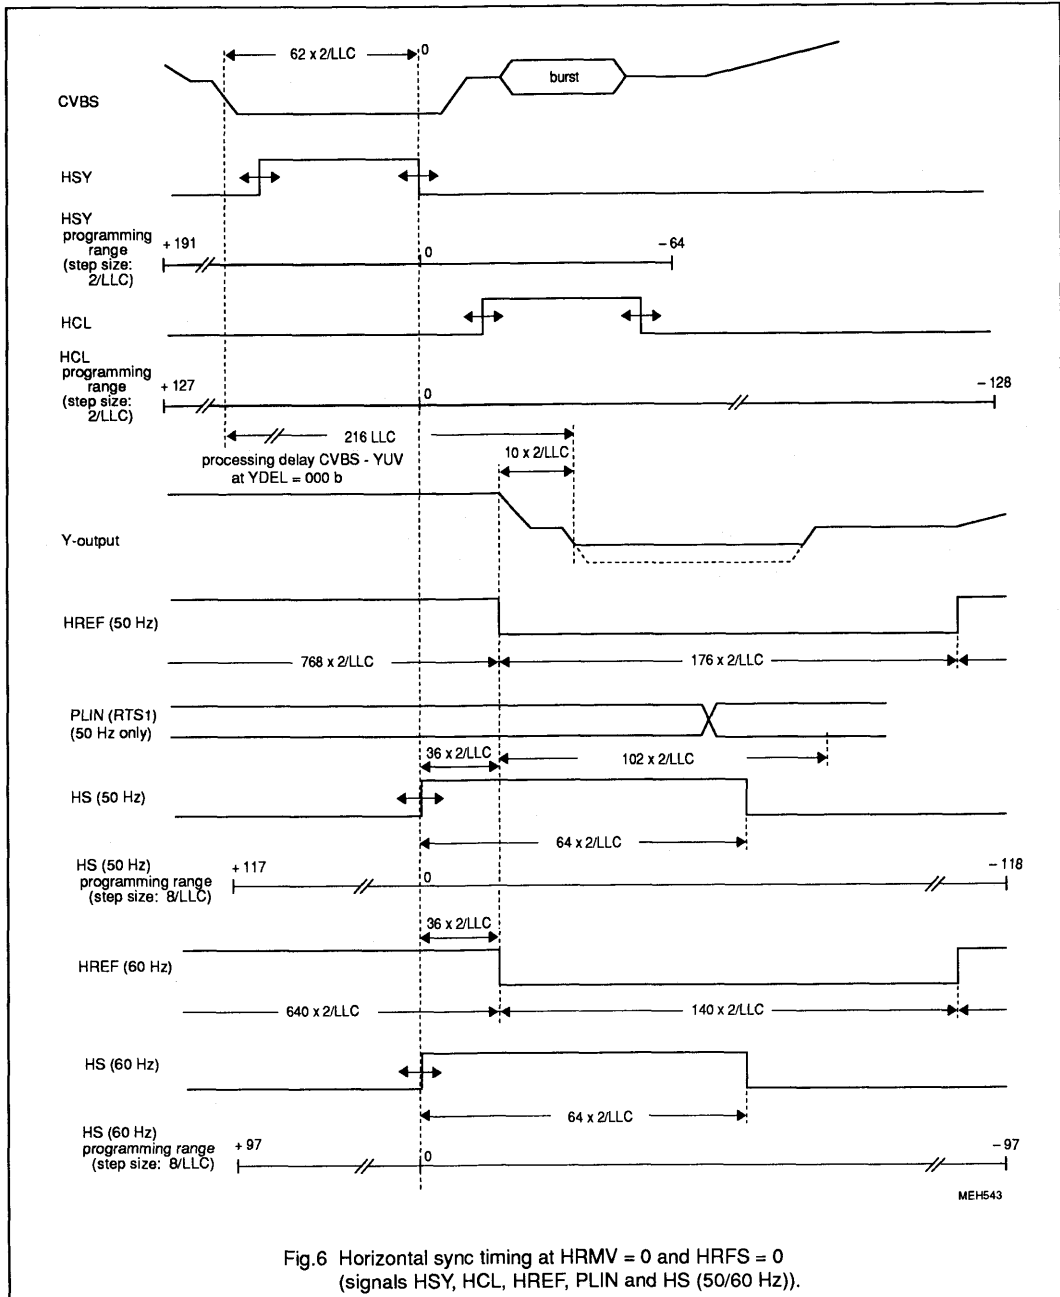 62 x 2/LLC
0
burst
CVBS
HSY
HSY
programming
range
(step size:
2/LLC)
+ 191
0
– 64
HCL
HCL
programming
range
(step size:
2/LLC)
+ 127
0
– 128
216 LLC
processing delay CVBS - YUV
at YDEL = 000 b
10 x 2/LLC
Y-output
HREF (50 Hz)
768 x 2/LLC
176 x 2/LLC
PLIN (RTS1)
(50 Hz only)
36 x 2/LLC
102 x 2/LLC
HS (50 Hz)
64 x 2/LLC
HS (50 Hz)
programming range
(step size: 8/LLC)
+ 117
0
– 118
36 x 2/LLC
HREF (60 Hz)
640 x 2/LLC
140 x 2/LLC
HS (60 Hz)
64 x 2/LLC
HS (60 Hz)
programming range
(step size: 8/LLC)
+ 97
0
– 97
MEH543
Fig.6 Horizontal sync timing at HRMV = 0 and HRFS = 0
(signals HSY, HCL, HREF, PLIN and HS (50/60 Hz)).